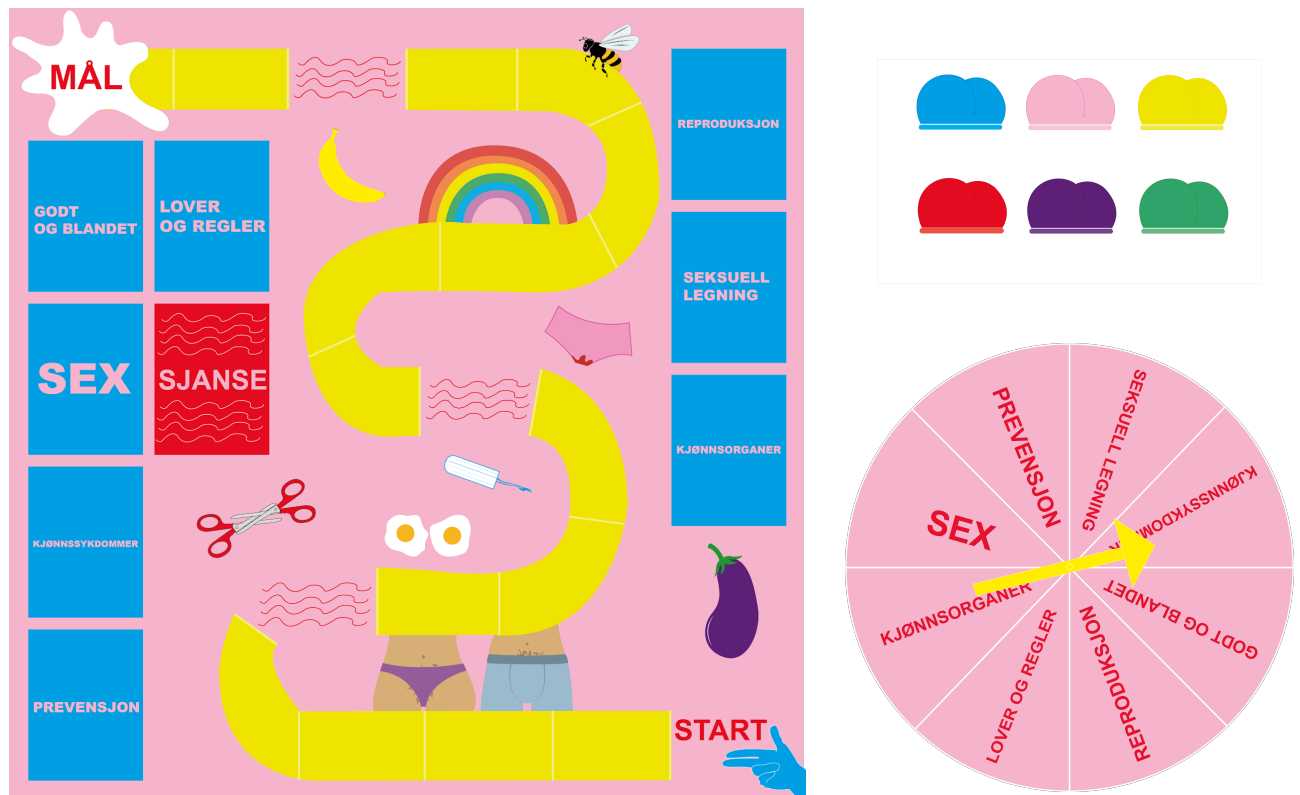 MÅL
REPRODUKSJON
GODT
OG BLANDET
LOVER
OG REGLER
SEKSUELL
LEGNING
SEX
SJANSE
KJØNNSORGANER
KJØNNSSYKDOMMER
PREVENSJON
START
PREVENSJON
SEKSUELL LEGNING
SEX
GODT OG BLANDET
KJØNNSORGANER
LOVER OG REGLER
REPRODUKSJON